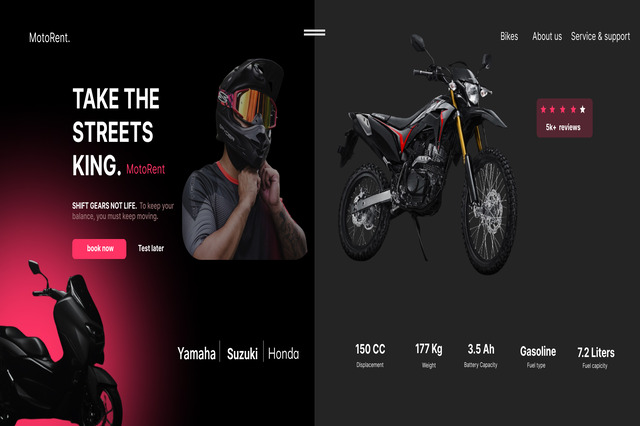 MotoRent.
Bikes About us Service & support
TAKE THE
STREETS
KING. MotoRent
SHIFT GEARS NOT LIFE. To keep your
balance, you must keep moving.
book now Test later
Yamaha Suzuki Honda
5k+ reviews
150 CC 177 Kg 3.5 Ah Gasoline 7.2 Liters
Displacement Weight Battery Capacity Fuel type Fuel capicity